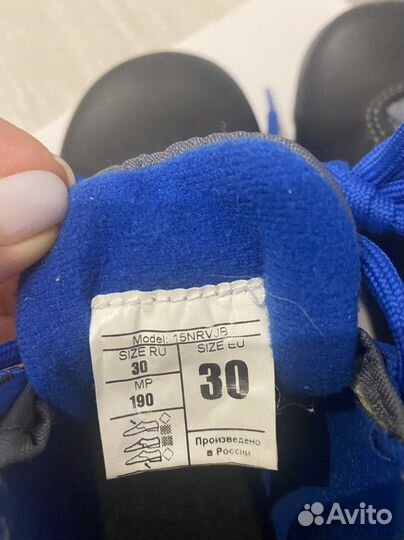 Model: 15NRVJB
SIZE RU
30
MP
190
SIZE EU
30
Произведено
в России
Avito